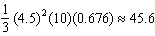 1/3 (4.5)² (10)(0.676) ≈ 45.6